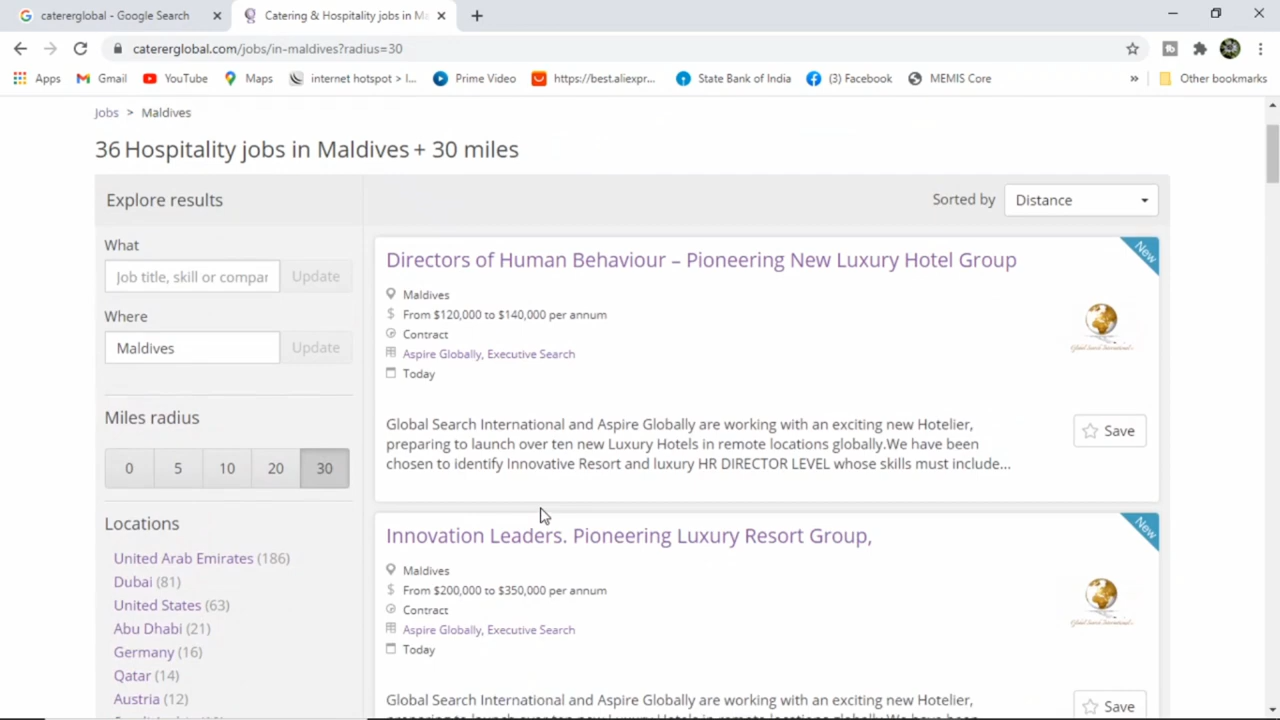 catererglobal - Google Search
Catering & Hospitality jobs in Ma
catererglobal.com/jobs/in-maldives?radius=30
Apps
Gmail
YouTube
Maps
internet hotspot > I...
Prime Video
https://best.aliexpr...
State Bank of India
(3) Facebook
MEMIS Core
»
Other bookmarks
Jobs > Maldives
36 Hospitality jobs in Maldives + 30 miles
Explore results
Sorted by
Distance
What
Job title, skill or compar
Update
Where
Maldives
Update
Miles radius
0 5 10 20 30
Locations
United Arab Emirates (186)
Dubai (81)
United States (63)
Abu Dhabi (21)
Germany (16)
Qatar (14)
Austria (12)
Directors of Human Behaviour – Pioneering New Luxury Hotel Group
New
Maldives
$ From $120,000 to $140,000 per annum
Contract
Aspire Globally, Executive Search
Today
Global Search International
Global Search International and Aspire Globally are working with an exciting new Hotelier,
preparing to launch over ten new Luxury Hotels in remote locations globally.We have been
chosen to identify Innovative Resort and luxury HR DIRECTOR LEVEL whose skills must include...
Save
Innovation Leaders. Pioneering Luxury Resort Group,
New
Maldives
$ From $200,000 to $350,000 per annum
Contract
Aspire Globally, Executive Search
Today
Global Search International
Global Search International and Aspire Globally are working with an exciting new Hotelier,
Save